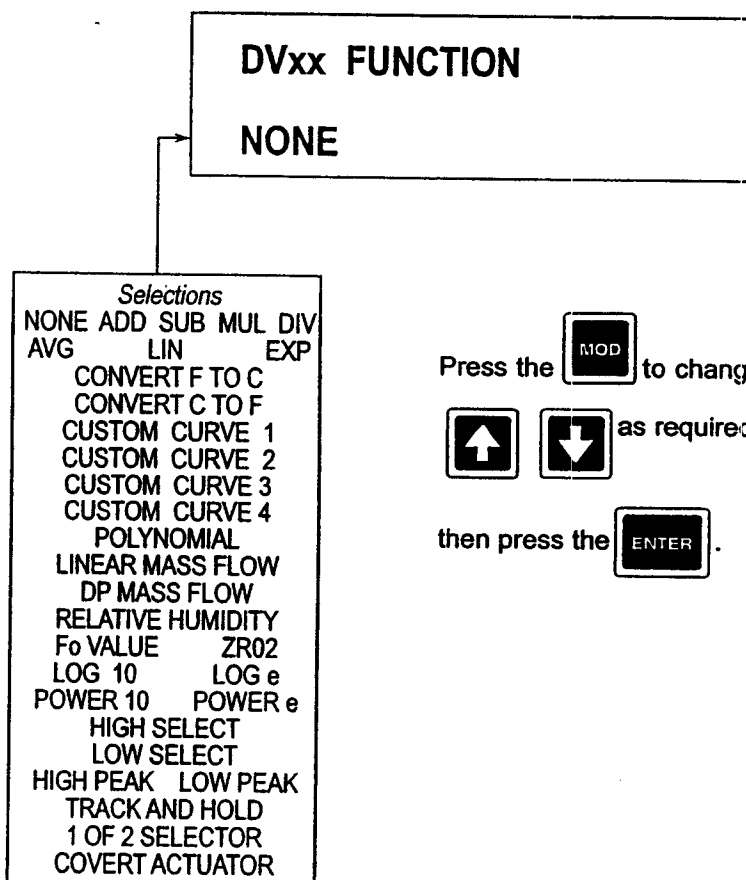 DVxx FUNCTION
NONE
Selections
NONE ADD SUB MUL DIV
AVG LIN EXP
CONVERT F TO C
CONVERT C TO F
CUSTOM CURVE 1
CUSTOM CURVE 2
CUSTOM CURVE 3
CUSTOM CURVE 4
POLYNOMIAL
LINEAR MASS FLOW
DP MASS FLOW
RELATIVE HUMIDITY
Fo VALUE ZR02
LOG 10 LOG e
POWER 10 POWER e
HIGH SELECT
LOW SELECT
HIGH PEAK LOW PEAK
TRACK AND HOLD
1 OF 2 SELECTOR
COVERT ACTUATOR
Press the MOD to chang
as required
then press the ENTER .